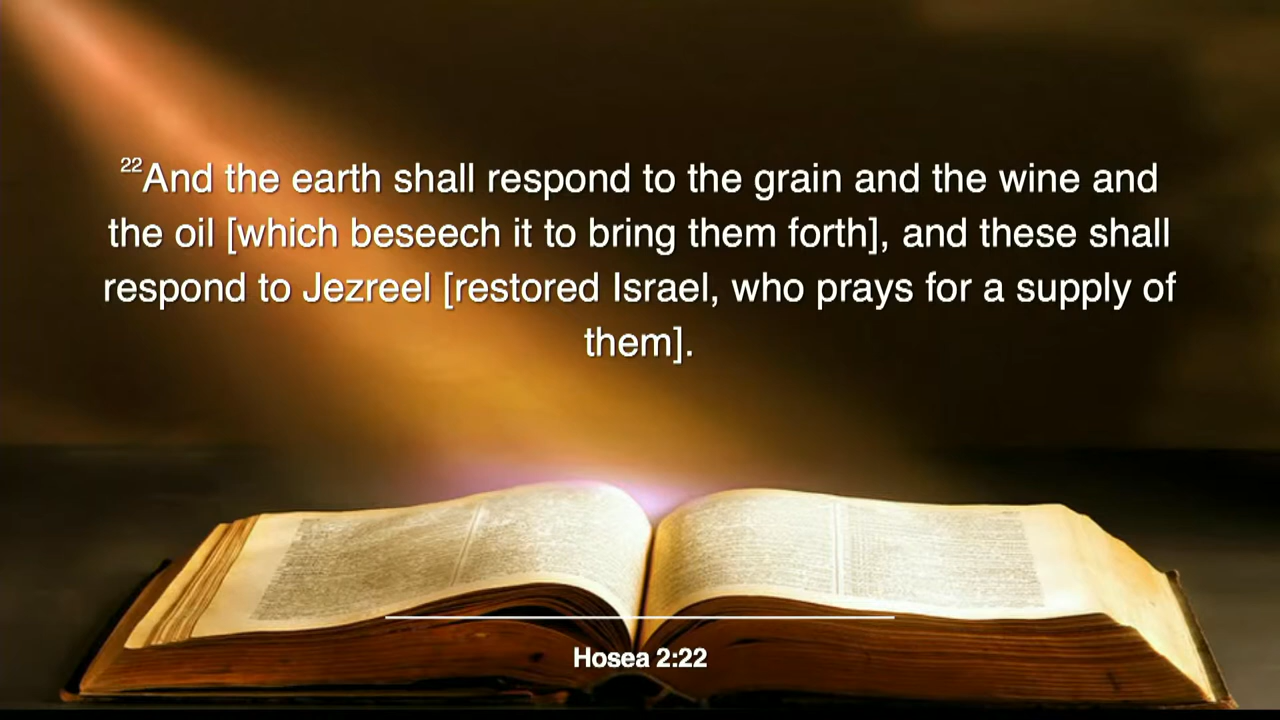 22And the earth shall respond to the grain and the wine and
the oil [which beseech it to bring them forth], and these shall
respond to Jezreel [restored Israel, who prays for a supply of
them].
Hosea 2:22